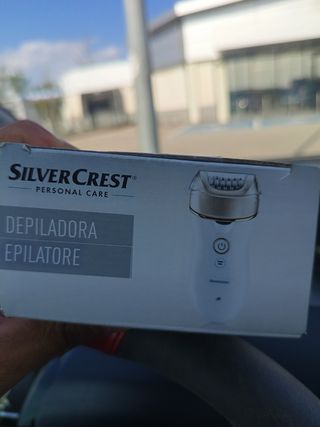 SILVERCREST®
PERSONAL CARE
DEPILADORA
EPILATORE